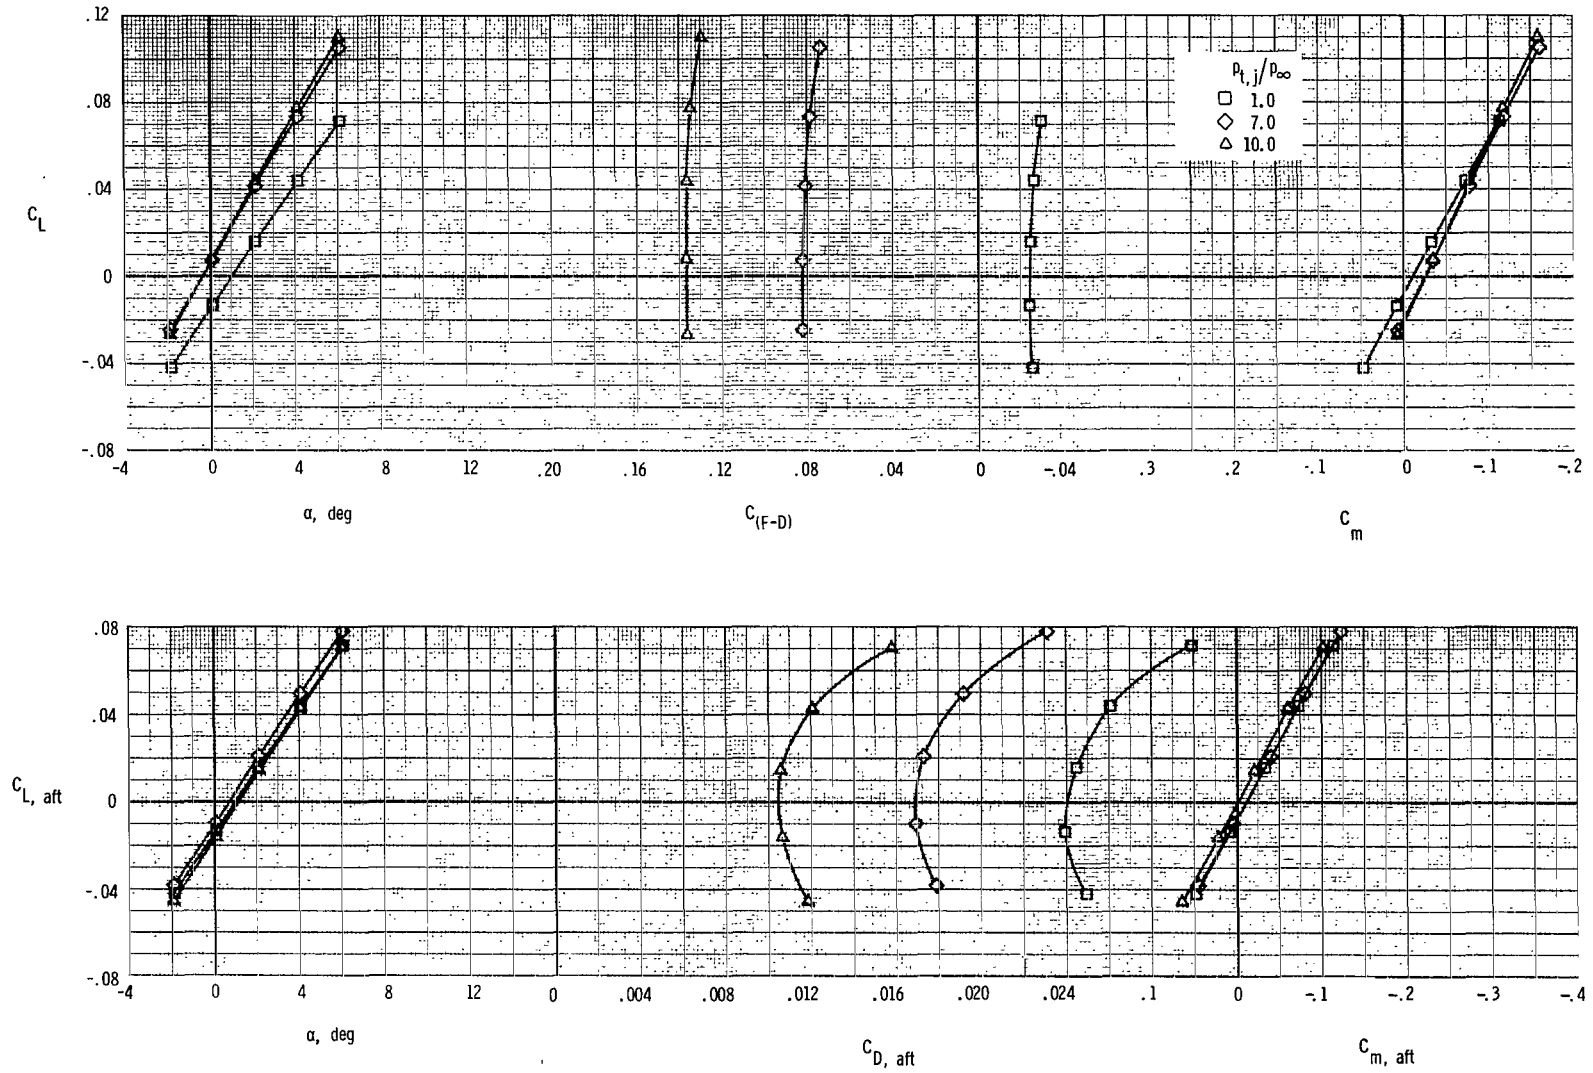 .12
.08
.04
0
-.04
-.08
C_L
-4 0 4 8 12 .20 .16 .12 .08 .04 0 -.04 .3 .2 .1 0 -.1 -.2
α, deg
C_(F-D)
C_m
p_t,j/p_∞
□ 1.0
◇ 7.0
△ 10.0
.08
.04
0
-.04
-.08
C_L, aft
-4 0 4 8 12 0 .004 .008 .012 .016 .020 .024 .1 0 -.1 -.2 -.3 -.4
α, deg
C_D, aft
C_m, aft